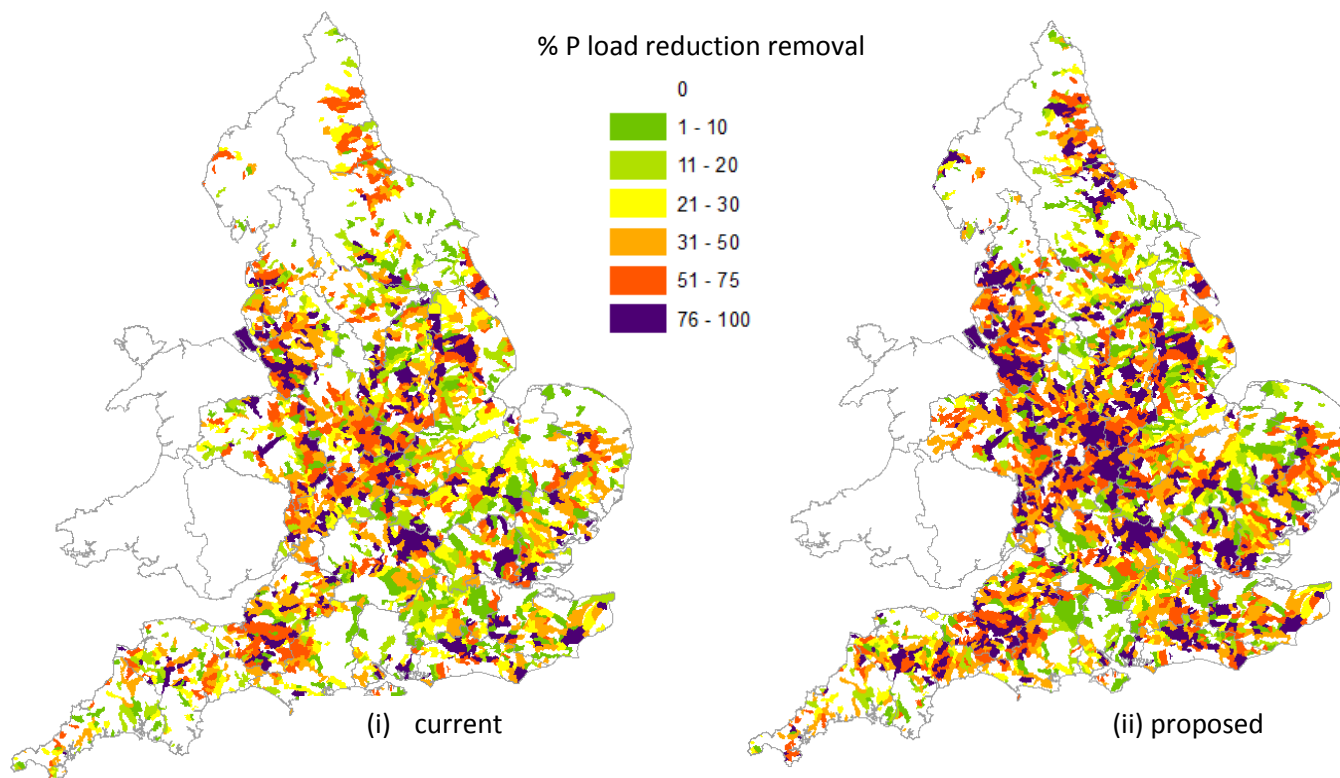 % P load reduction removal
0
1 - 10
11 - 20
21 - 30
31 - 50
51 - 75
76 - 100
(i) current
(ii) proposed